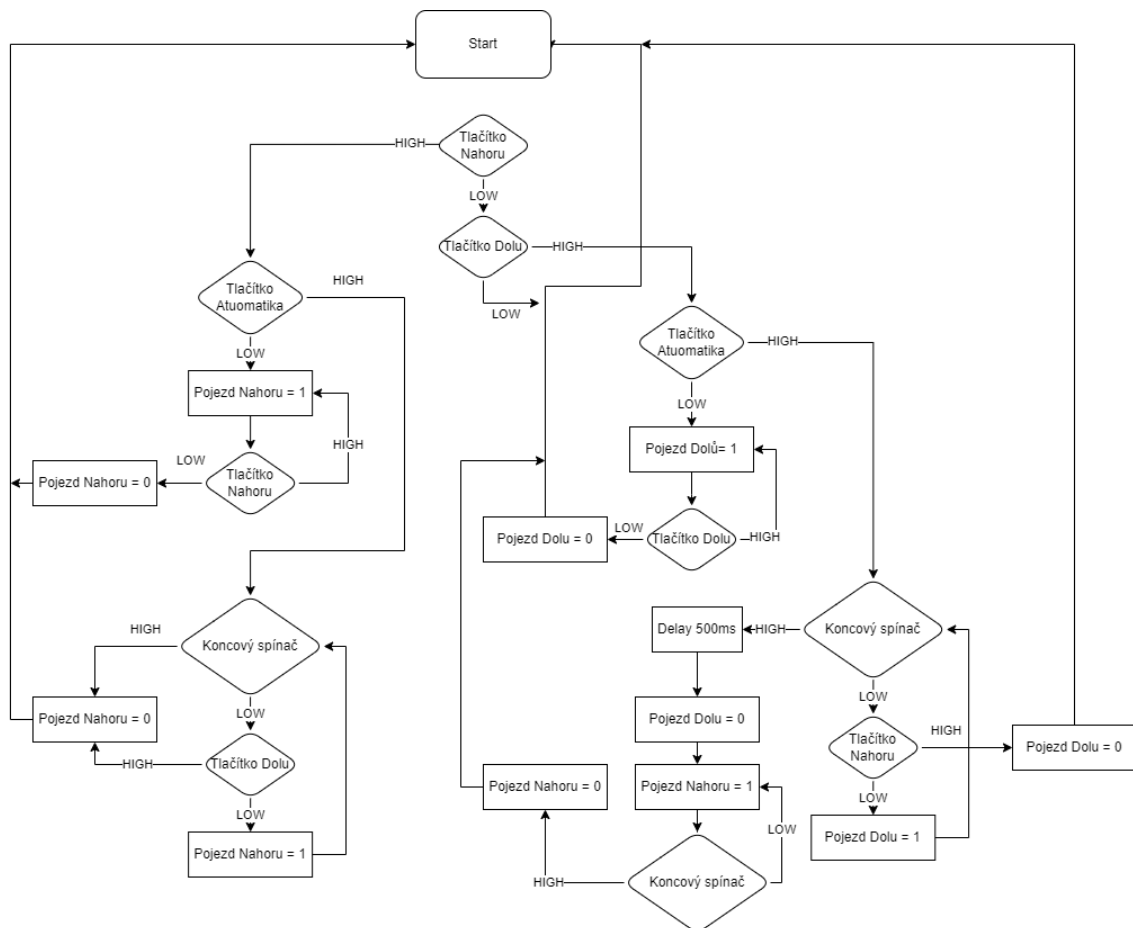 Start
Tlačítko
Nahoru
HIGH
LOW
Tlačítko Dolu
HIGH
LOW
Tlačítko
Atuomatika
HIGH
LOW
Pojezd Nahoru = 1
HIGH
Tlačítko
Nahoru
LOW
Pojezd Nahoru = 0
Koncový spínač
HIGH
LOW
Pojezd Nahoru = 0
Tlačítko Dolu
HIGH
LOW
Pojezd Nahoru = 1
Tlačítko
Atuomatika
HIGH
LOW
Pojezd Dolů= 1
Tlačítko Dolu
HIGH
LOW
Pojezd Dolu = 0
Koncový spínač
HIGH
LOW
Delay 500ms
Pojezd Dolu = 0
Pojezd Nahoru = 1
LOW
Koncový spínač
HIGH
Pojezd Nahoru = 0
Tlačítko
Nahoru
HIGH
LOW
Pojezd Dolu = 1
Pojezd Dolu = 0